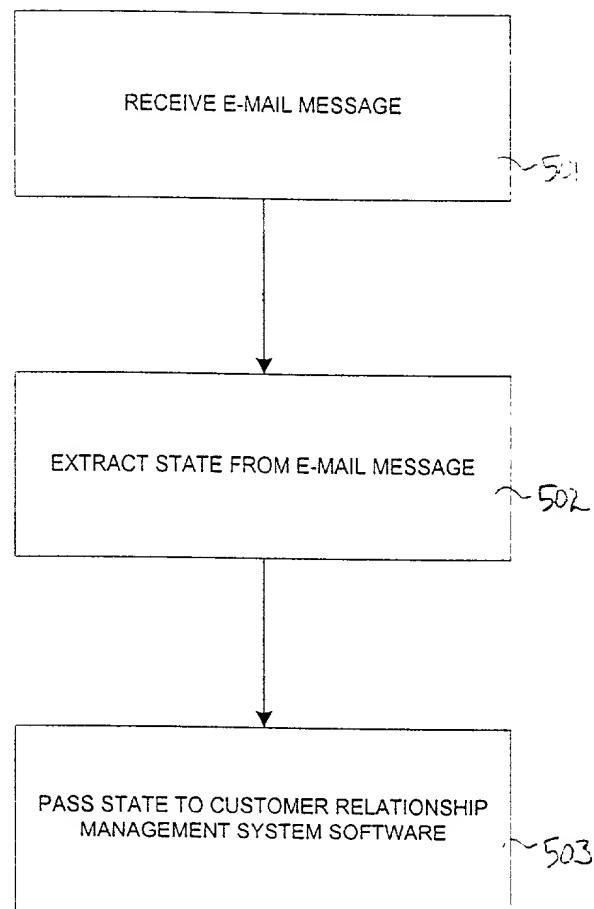 RECEIVE E-MAIL MESSAGE
501
EXTRACT STATE FROM E-MAIL MESSAGE
502
PASS STATE TO CUSTOMER RELATIONSHIP
MANAGEMENT SYSTEM SOFTWARE
503